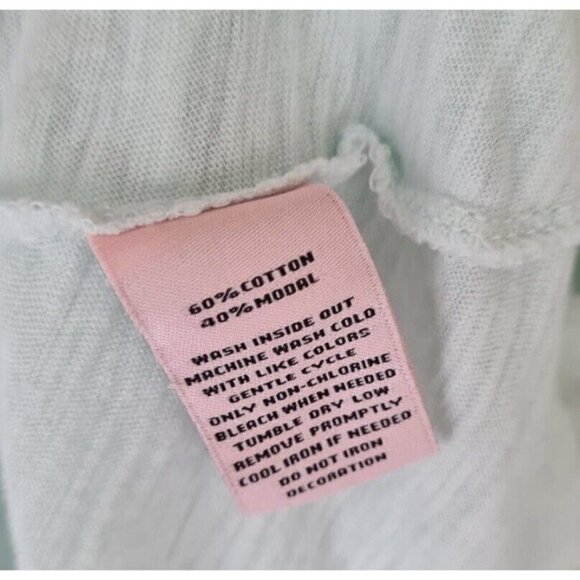 60% COTTON
40% MODAL
WASH INSIDE OUT
MACHINE WASH COLD
WITH LIKE COLORS
GENTLE CYCLE
ONLY NON-CHLORINE
BLEACH WHEN NEEDED
TUMBLE DRY LOW
REMOVE PROMPTLY
COOL IRON IF NEEDED
DO NOT IRON
DECORATION